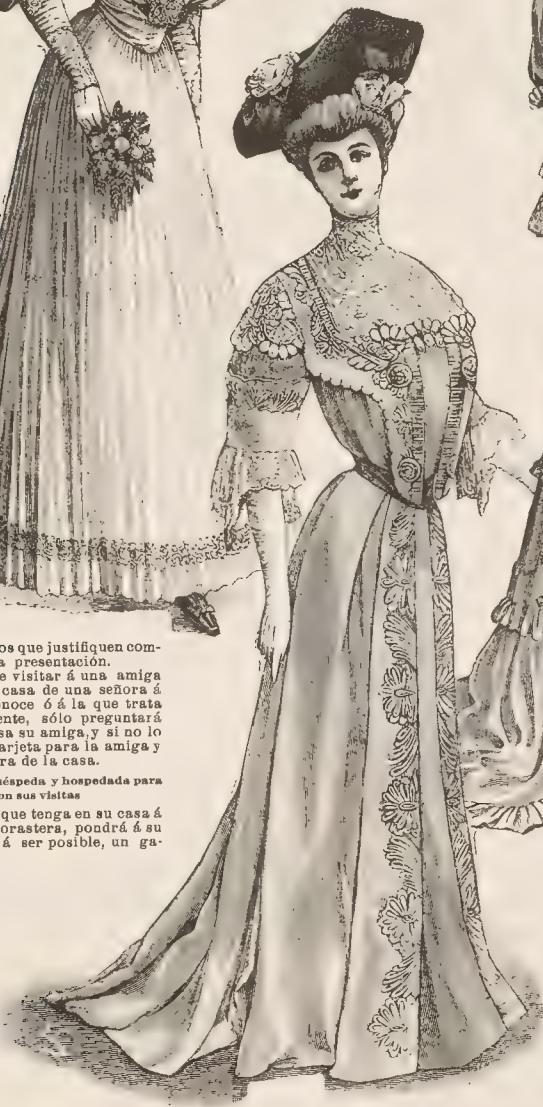 os que justifiquen com-
a presentación.
e visitar á una amiga
casa de una señora á
noce ó á la que trata
ente, sólo preguntará
sa su amiga, y si no lo
arjeta para la amiga y
ra de la casa.
uéspeda y hospedada para
on sus visitas
que tenga en su casa á
orastera, pondrá á su
á ser posible, un ga-